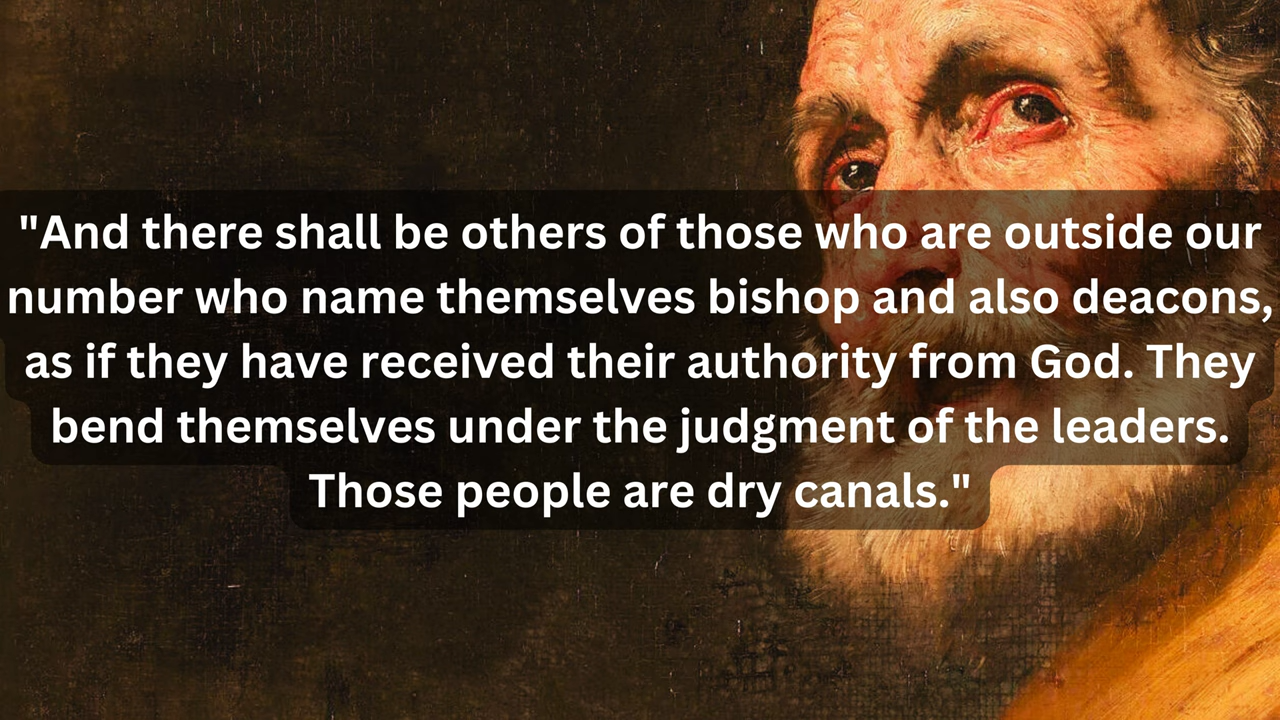 "And there shall be others of those who are outside our
number who name themselves bishop and also deacons,
as if they have received their authority from God. They
bend themselves under the judgment of the leaders.
Those people are dry canals."